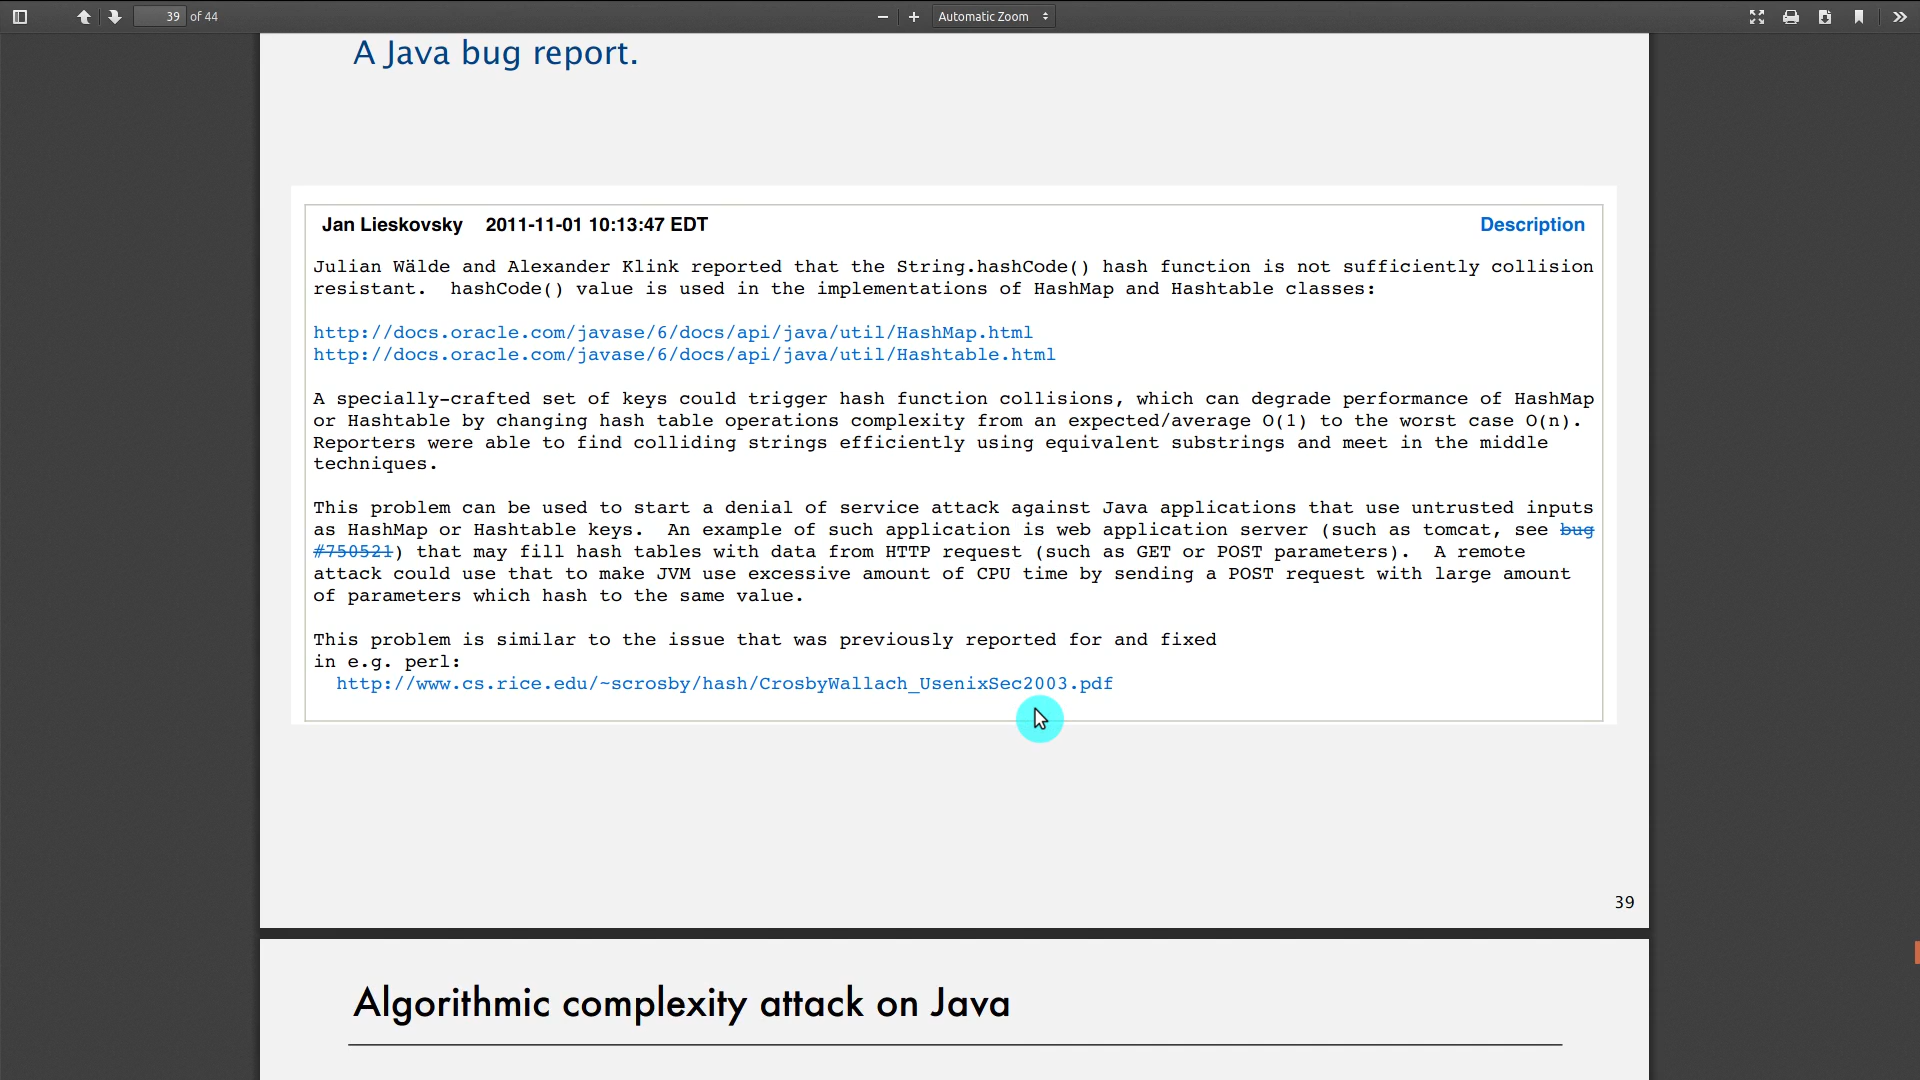 39 of 44
Automatic Zoom
A Java bug report.
Jan Lieskovsky 2011-11-01 10:13:47 EDT Description
Julian Wälde and Alexander Klink reported that the String.hashCode() hash function is not sufficiently collision
resistant. hashCode() value is used in the implementations of HashMap and Hashtable classes:
http://docs.oracle.com/javase/6/docs/api/java/util/HashMap.html
http://docs.oracle.com/javase/6/docs/api/java/util/Hashtable.html
A specially-crafted set of keys could trigger hash function collisions, which can degrade performance of HashMap
or Hashtable by changing hash table operations complexity from an expected/average O(1) to the worst case O(n).
Reporters were able to find colliding strings efficiently using equivalent substrings and meet in the middle
techniques.
This problem can be used to start a denial of service attack against Java applications that use untrusted inputs
as HashMap or Hashtable keys. An example of such application is web application server (such as tomcat, see bug
#750521) that may fill hash tables with data from HTTP request (such as GET or POST parameters). A remote
attack could use that to make JVM use excessive amount of CPU time by sending a POST request with large amount
of parameters which hash to the same value.
This problem is similar to the issue that was previously reported for and fixed
in e.g. perl:
http://www.cs.rice.edu/~scrosby/hash/CrosbyWallach_UsenixSec2003.pdf
39
Algorithmic complexity attack on Java